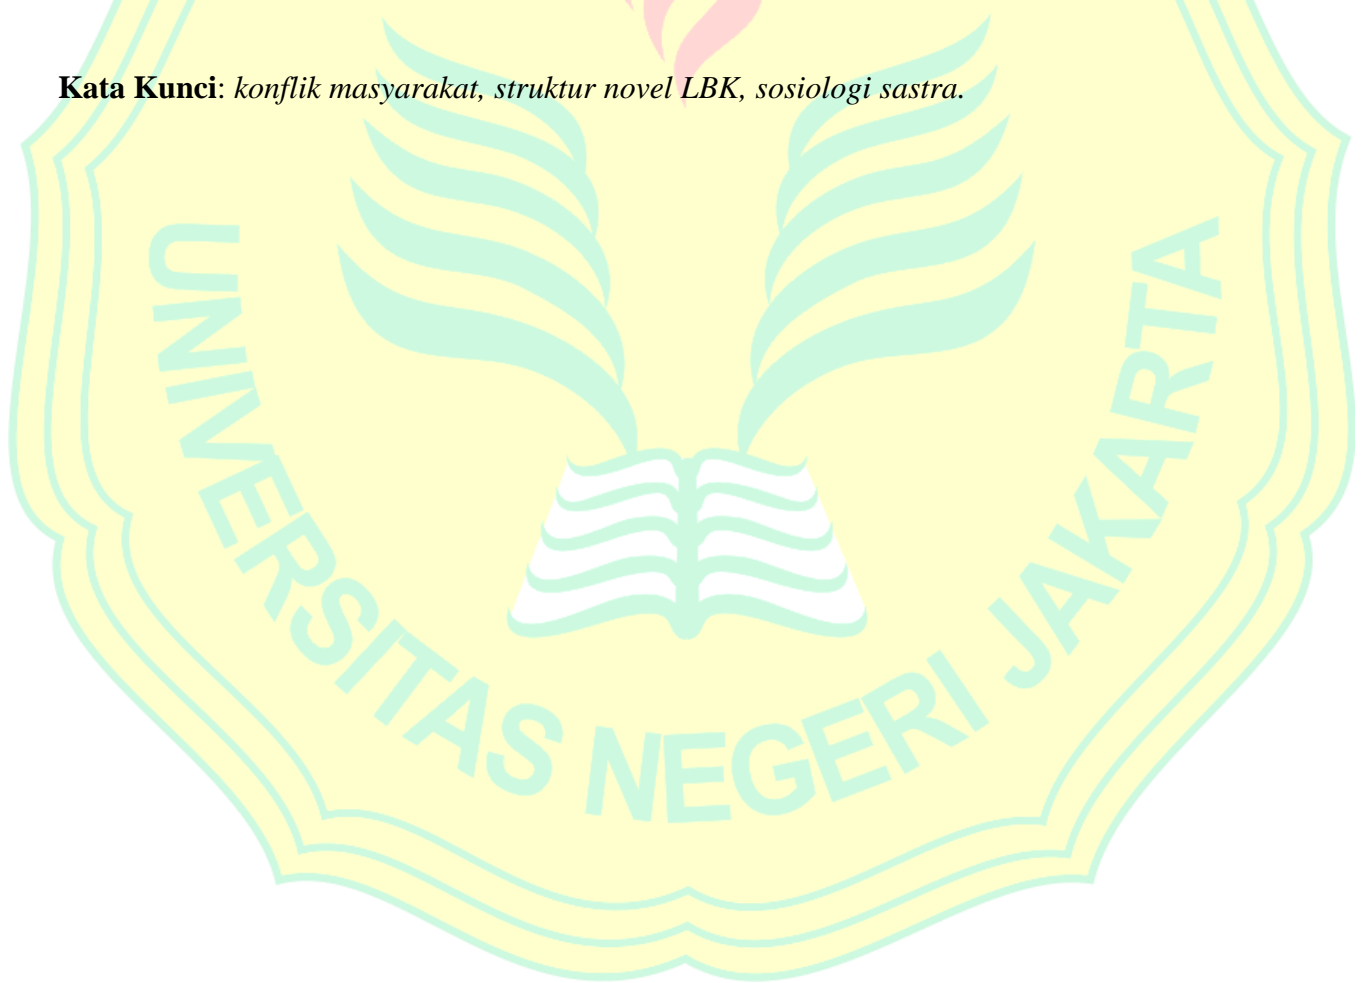 Kata Kunci: konflik masyarakat, struktur novel LBK, sosiologi sastra.
UNIVERSITAS NEGERI JAKARTA